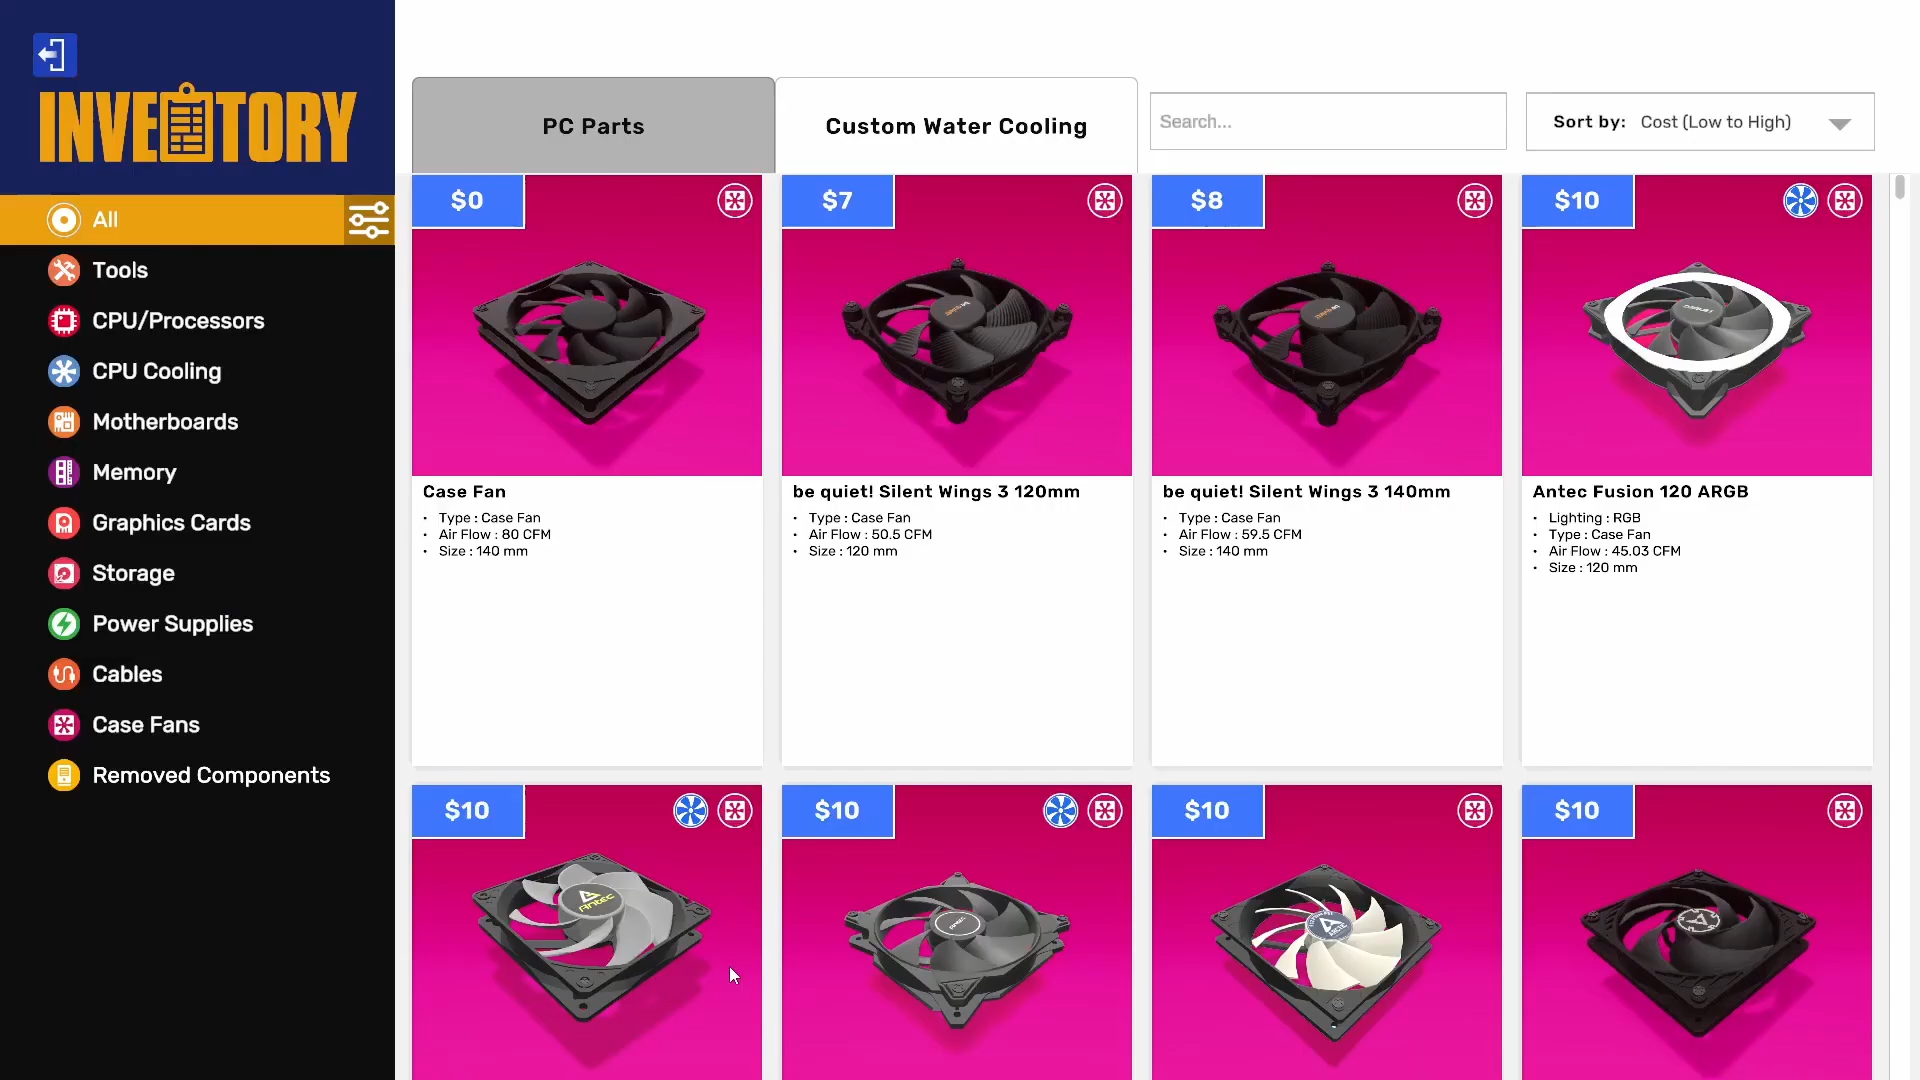 INVENTORY
All
Tools
CPU/Processors
CPU Cooling
Motherboards
Memory
Graphics Cards
Storage
Power Supplies
Cables
Case Fans
Removed Components
PC Parts
Custom Water Cooling
Search...
Sort by: Cost (Low to High)
$0
Case Fan
• Type : Case Fan
• Air Flow : 80 CFM
• Size : 140 mm
$7
be quiet! Silent Wings 3 120mm
• Type : Case Fan
• Air Flow : 50.5 CFM
• Size : 120 mm
$8
be quiet! Silent Wings 3 140mm
• Type : Case Fan
• Air Flow : 59.5 CFM
• Size : 140 mm
$10
Antec Fusion 120 ARGB
• Lighting : RGB
• Type : Case Fan
• Air Flow : 45.03 CFM
• Size : 120 mm
$10
Antec
$10
$10
$10